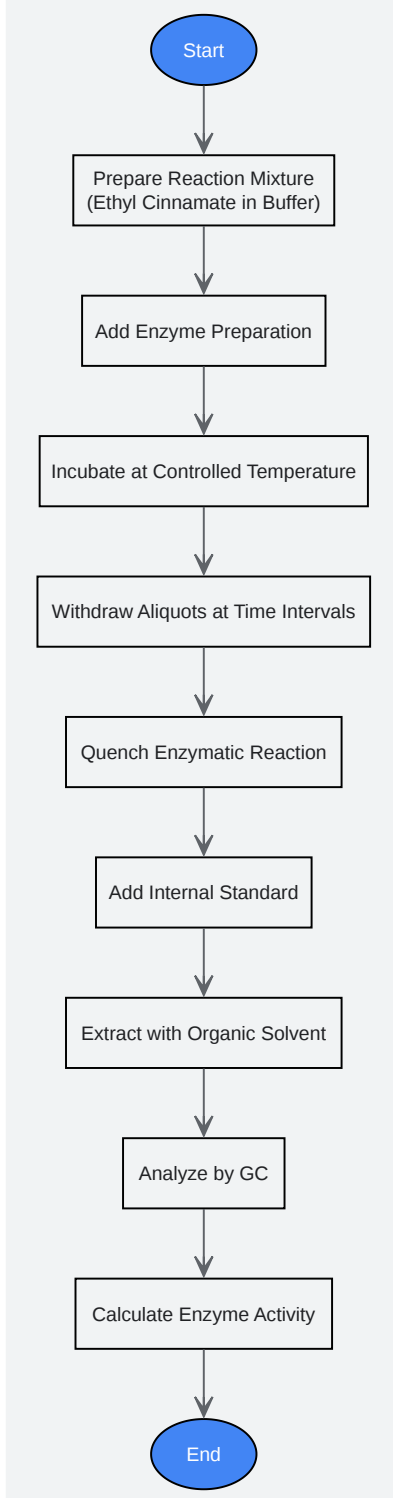 Start
Prepare Reaction Mixture
(Ethyl Cinnamate in Buffer)
Add Enzyme Preparation
Incubate at Controlled Temperature
Withdraw Aliquots at Time Intervals
Quench Enzymatic Reaction
Add Internal Standard
Extract with Organic Solvent
Analyze by GC
Calculate Enzyme Activity
End